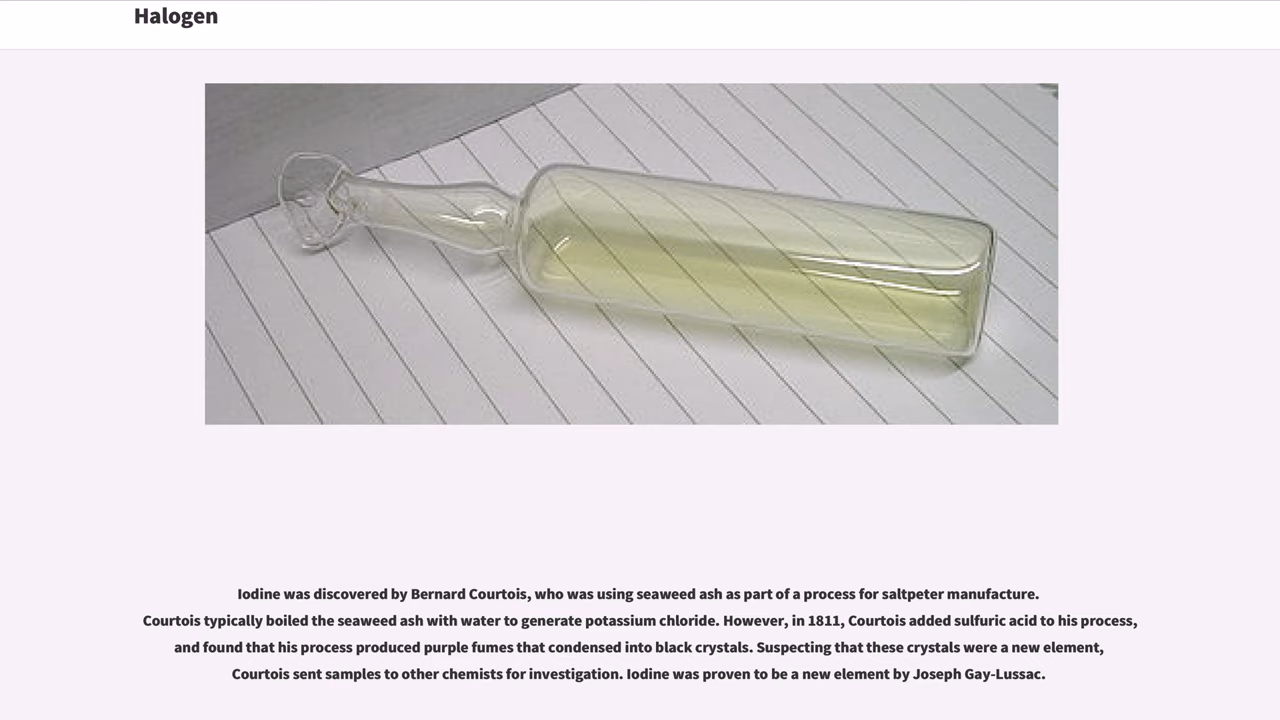 Halogen
Iodine was discovered by Bernard Courtois, who was using seaweed ash as part of a process for saltpeter manufacture.
Courtois typically boiled the seaweed ash with water to generate potassium chloride. However, in 1811, Courtois added sulfuric acid to his process,
and found that his process produced purple fumes that condensed into black crystals. Suspecting that these crystals were a new element,
Courtois sent samples to other chemists for investigation. Iodine was proven to be a new element by Joseph Gay-Lussac.